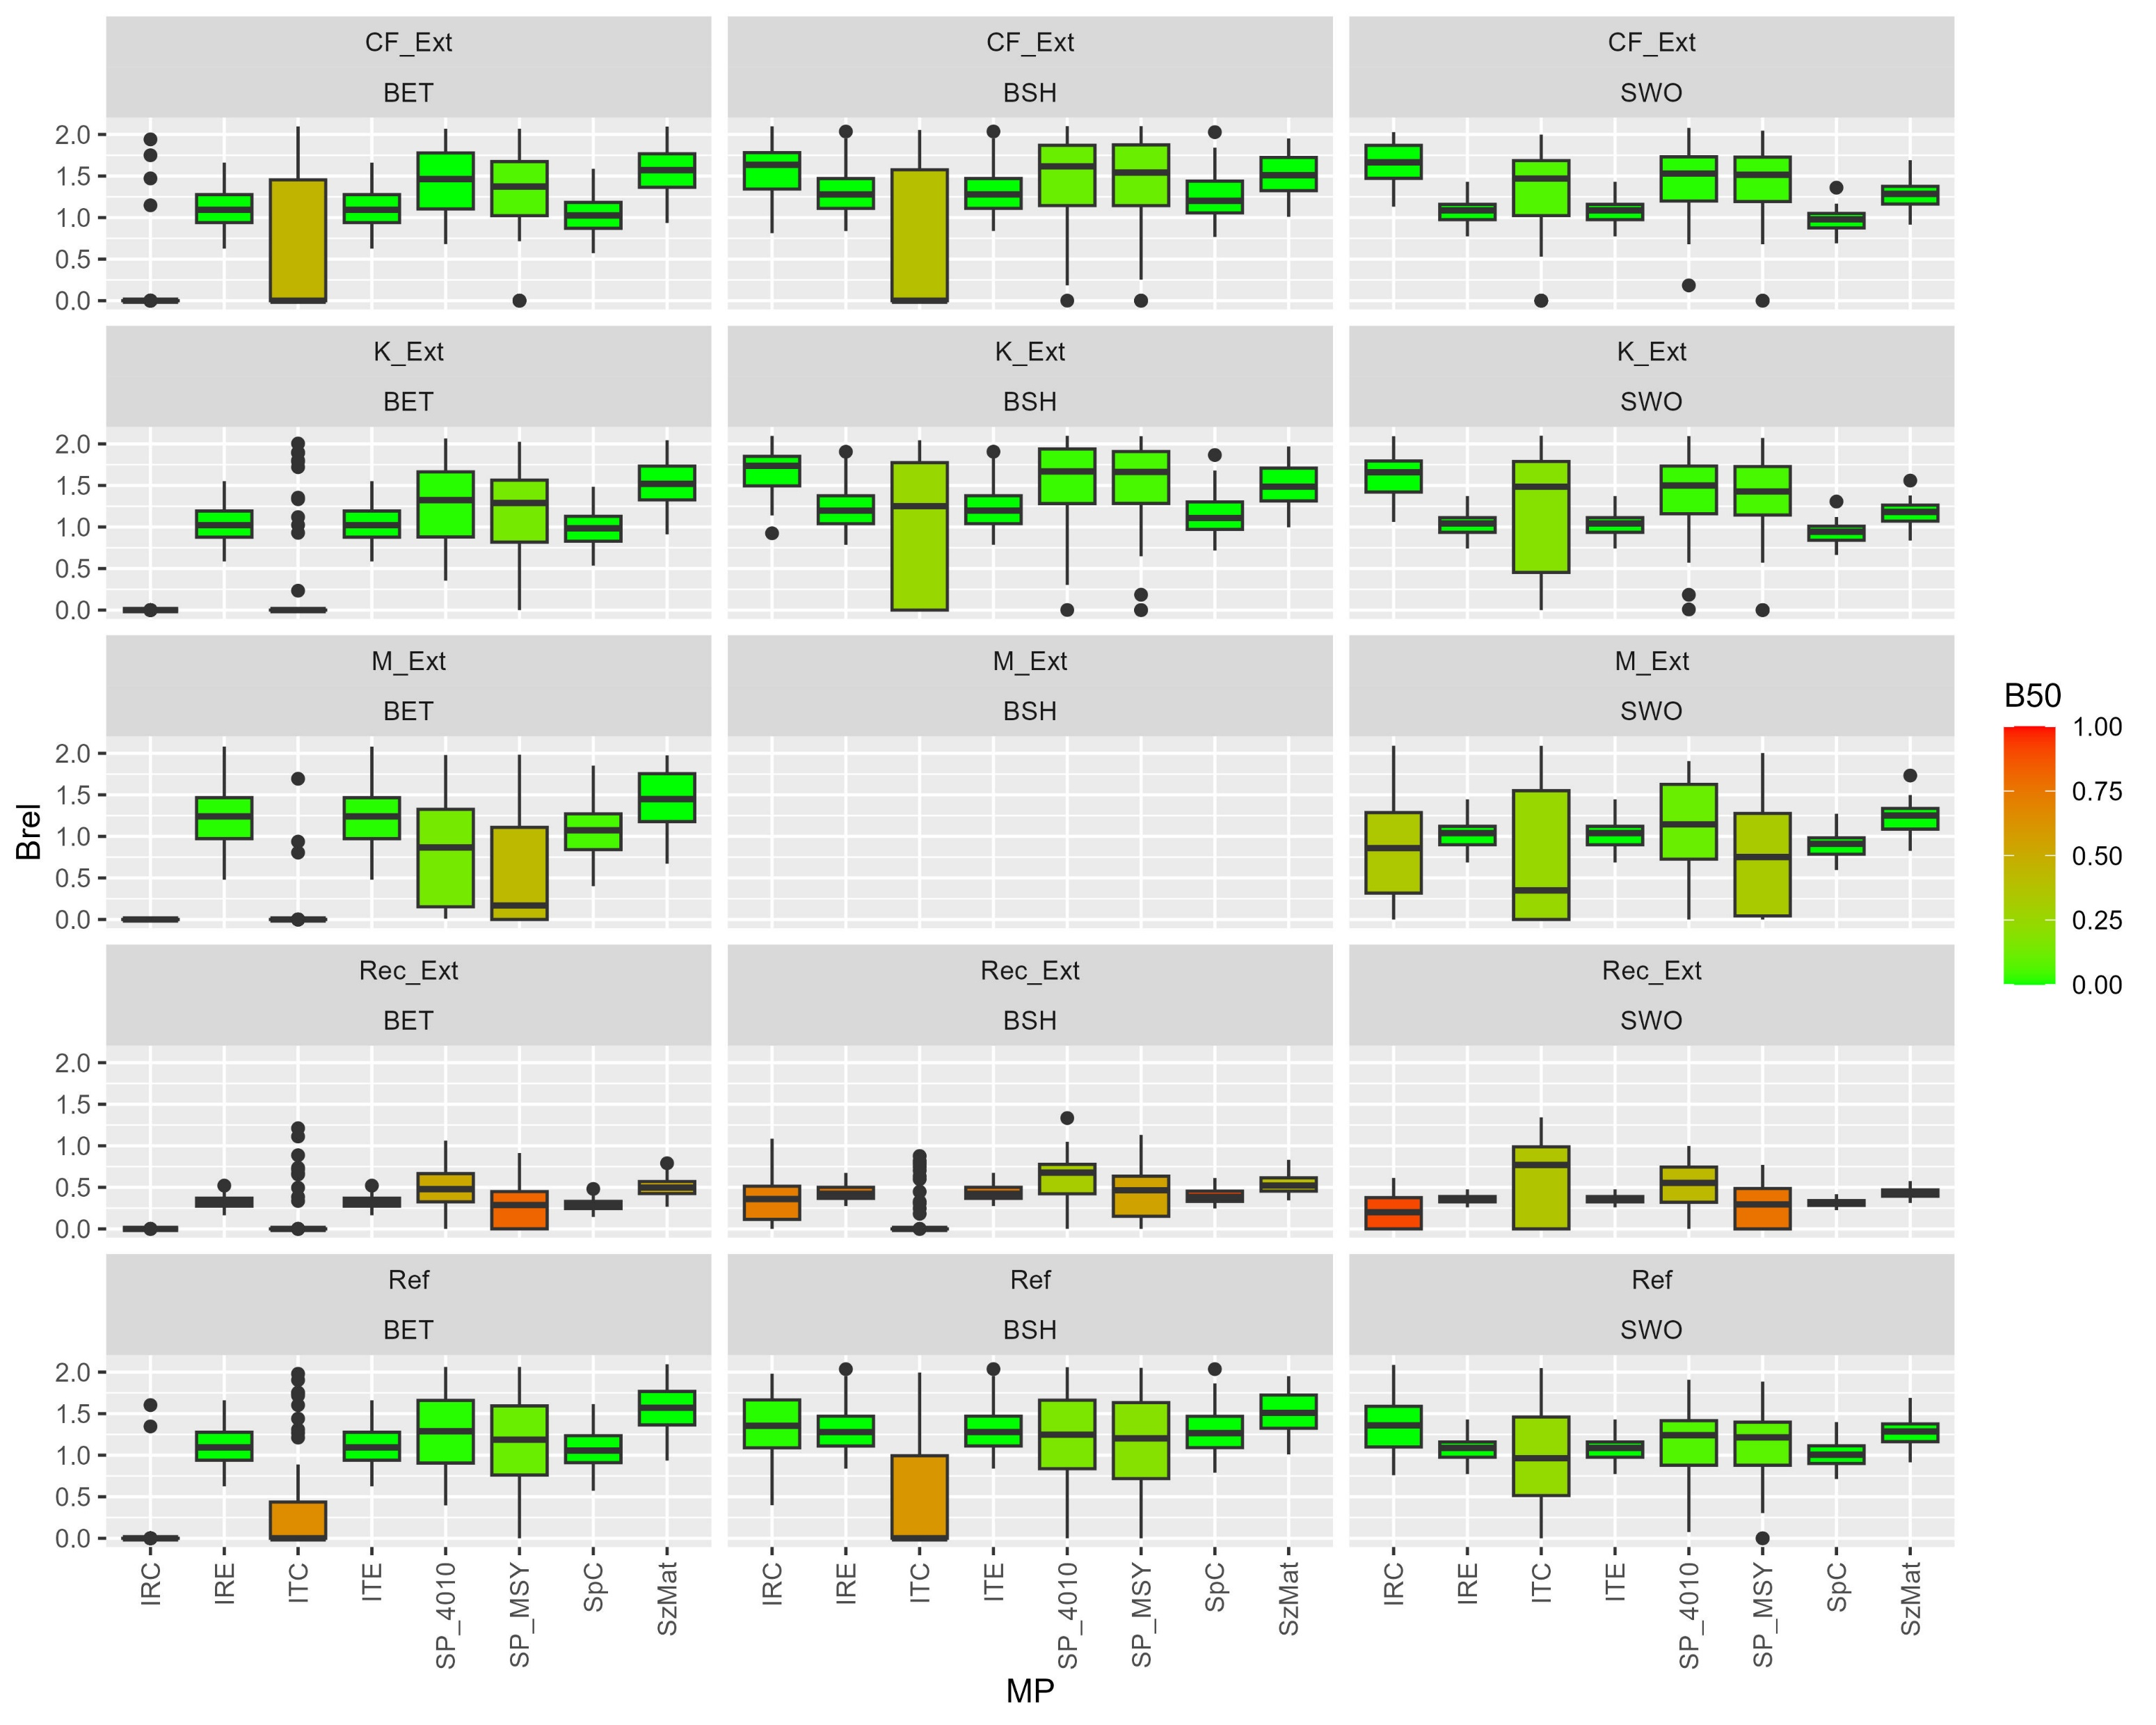 CF_Ext CF_Ext CF_Ext
BET BSH SWO
2.0
1.5
1.0
0.5
0.0
K_Ext K_Ext K_Ext
BET BSH SWO
2.0
1.5
1.0
0.5
0.0
M_Ext M_Ext M_Ext
BET BSH SWO
2.0
1.5
1.0
0.5
0.0
Rec_Ext Rec_Ext Rec_Ext
BET BSH SWO
2.0
1.5
1.0
0.5
0.0
Ref Ref Ref
BET BSH SWO
2.0
1.5
1.0
0.5
0.0
IRC IRE ITC ITE SP_4010 SP_MSY SpC SzMat IRC IRE ITC ITE SP_4010 SP_MSY SpC SzMat IRC IRE ITC ITE SP_4010 SP_MSY SpC SzMat
MP
Brel
B50
1.00
0.75
0.50
0.25
0.00